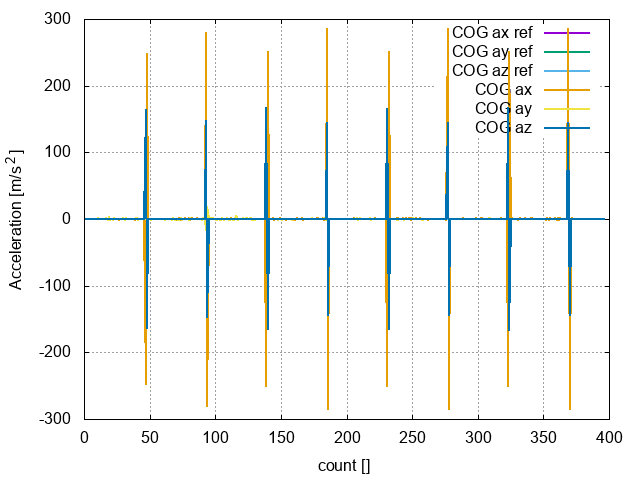 300
200
100
0
-100
-200
-300
0 50 100 150 200 250 300 350 400
Acceleration [m/s²]
count []
COG ax ref
COG ay ref
COG az ref
COG ax
COG ay
COG az